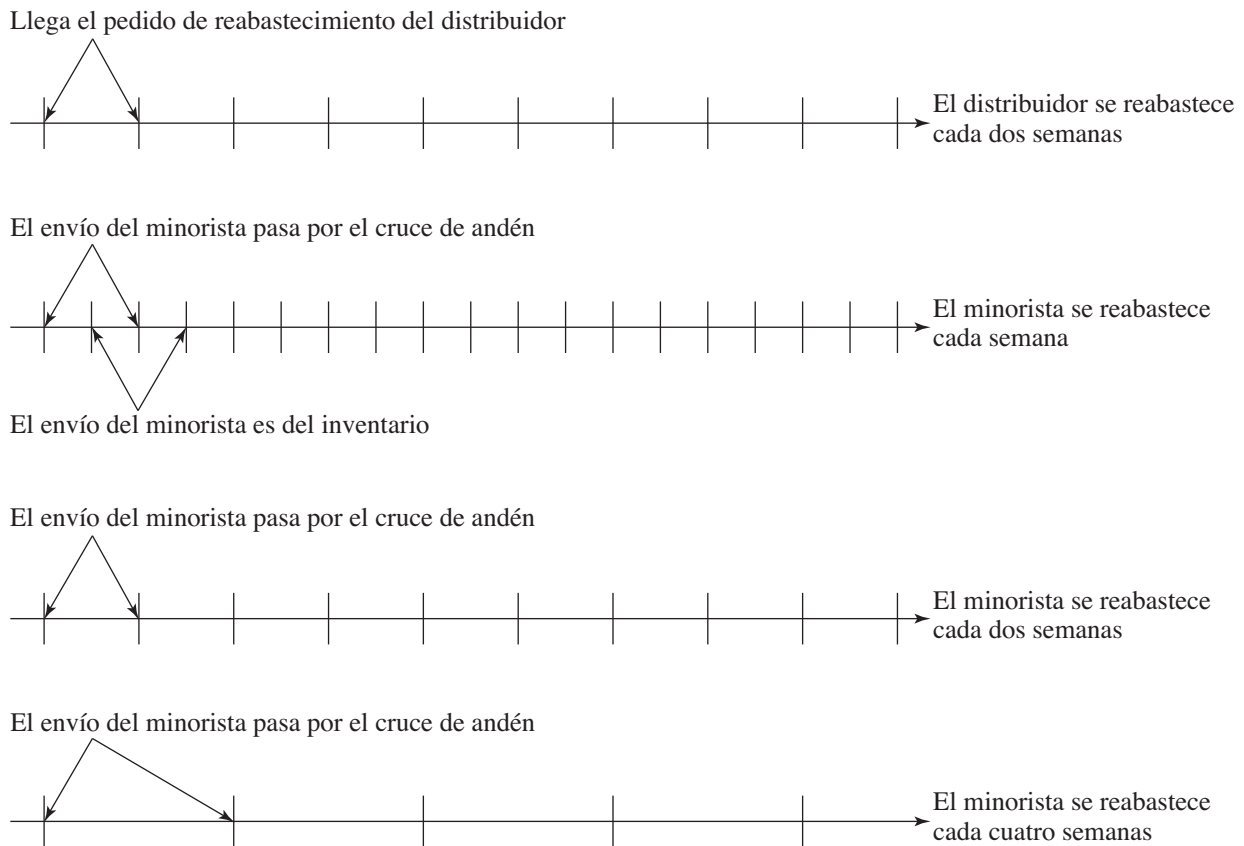 Llega el pedido de reabastecimiento del distribuidor
El distribuidor se reabastece
cada dos semanas
El envío del minorista pasa por el cruce de andén
El minorista se reabastece
cada semana
El envío del minorista es del inventario
El envío del minorista pasa por el cruce de andén
El minorista se reabastece
cada dos semanas
El envío del minorista pasa por el cruce de andén
El minorista se reabastece
cada cuatro semanas